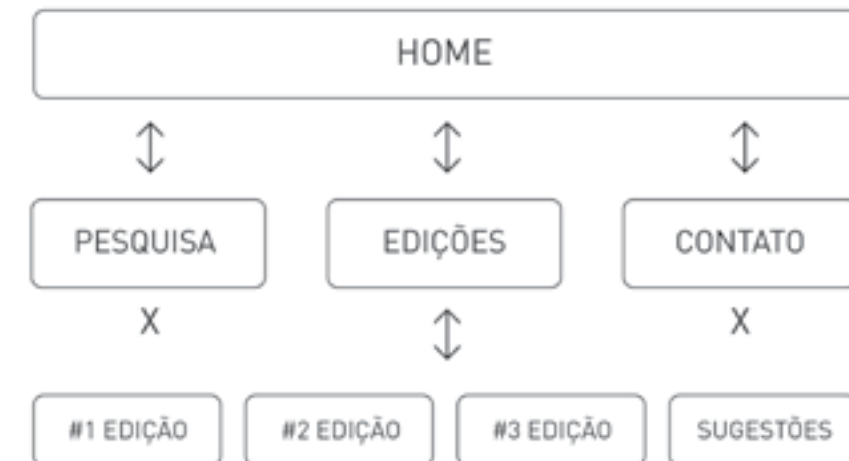 HOME
PESQUISA EDIÇÕES CONTATO
X X
#1 EDIÇÃO #2 EDIÇÃO #3 EDIÇÃO SUGESTÕES